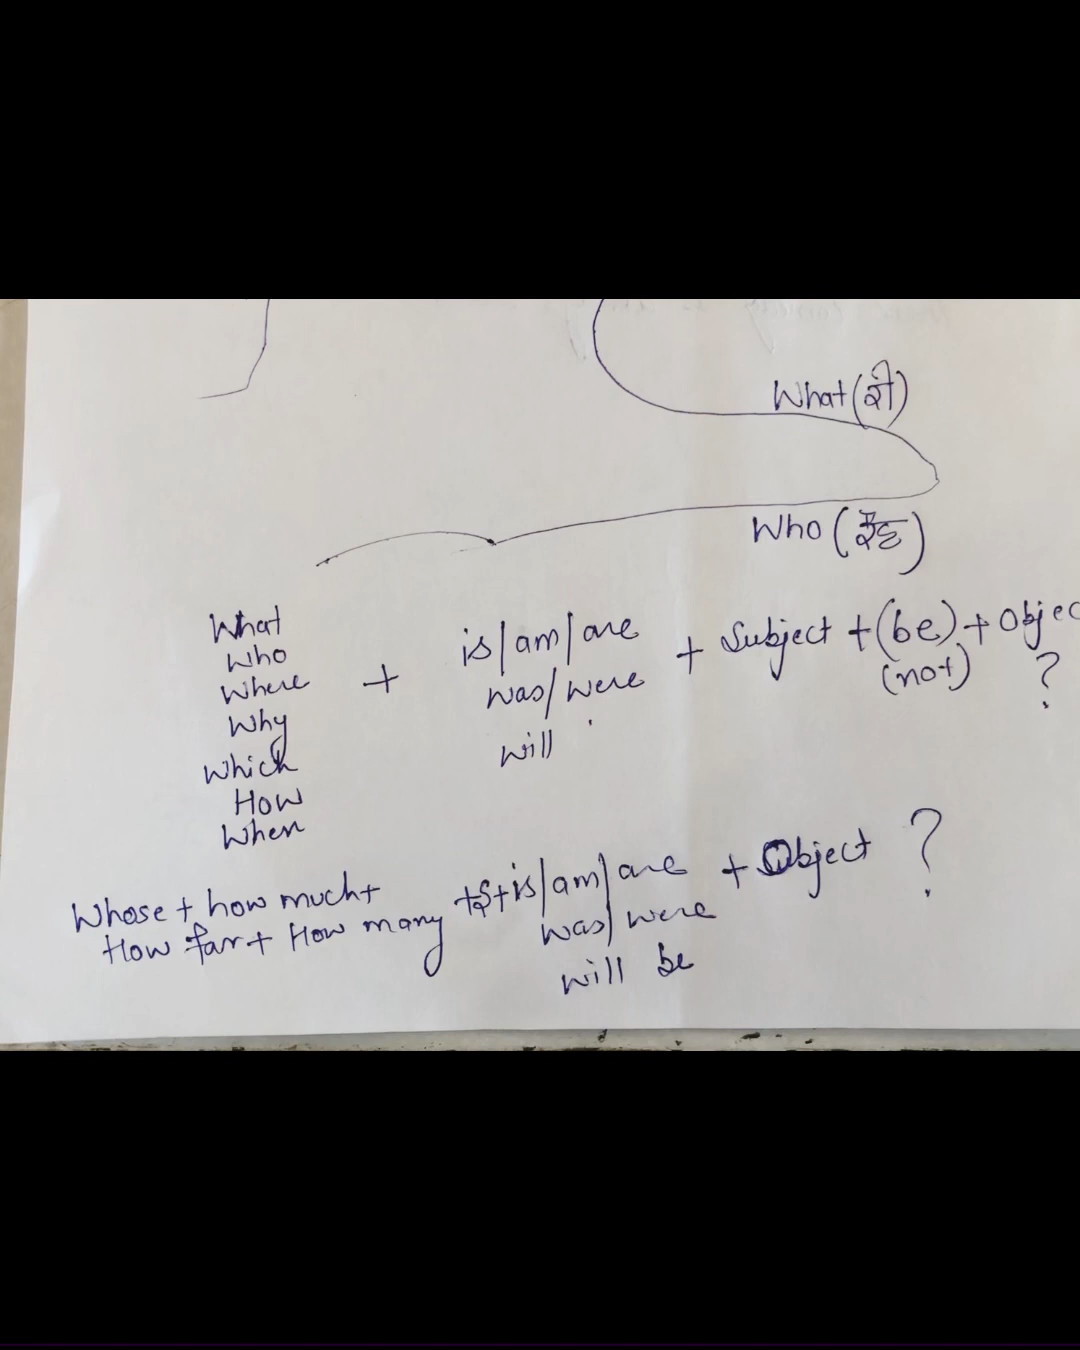 What (की)
Who (कौन)
What
Who
Where
Why
Which
How
When
+
is/am/are
was/were
will
+ Subject + (be) + Objec
(not) ?
Whose + how much +
How far + How many + S + is/am/are + Object ?
was/were
will be